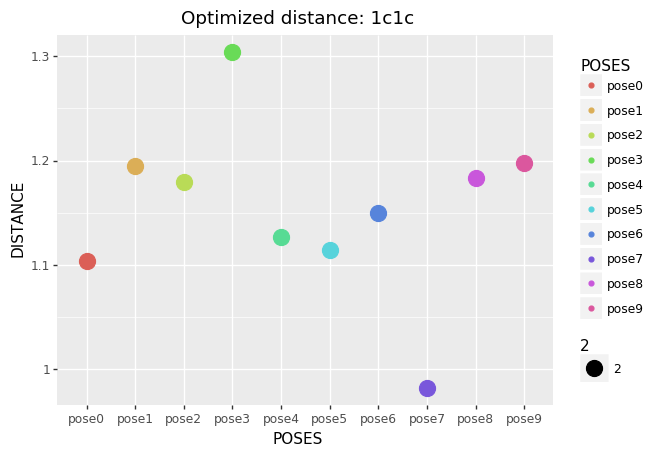 Optimized distance: 1c1c
DISTANCE
1.3
1.2
1.1
1
pose0 pose1 pose2 pose3 pose4 pose5 pose6 pose7 pose8 pose9
POSES
POSES
pose0
pose1
pose2
pose3
pose4
pose5
pose6
pose7
pose8
pose9
2
2